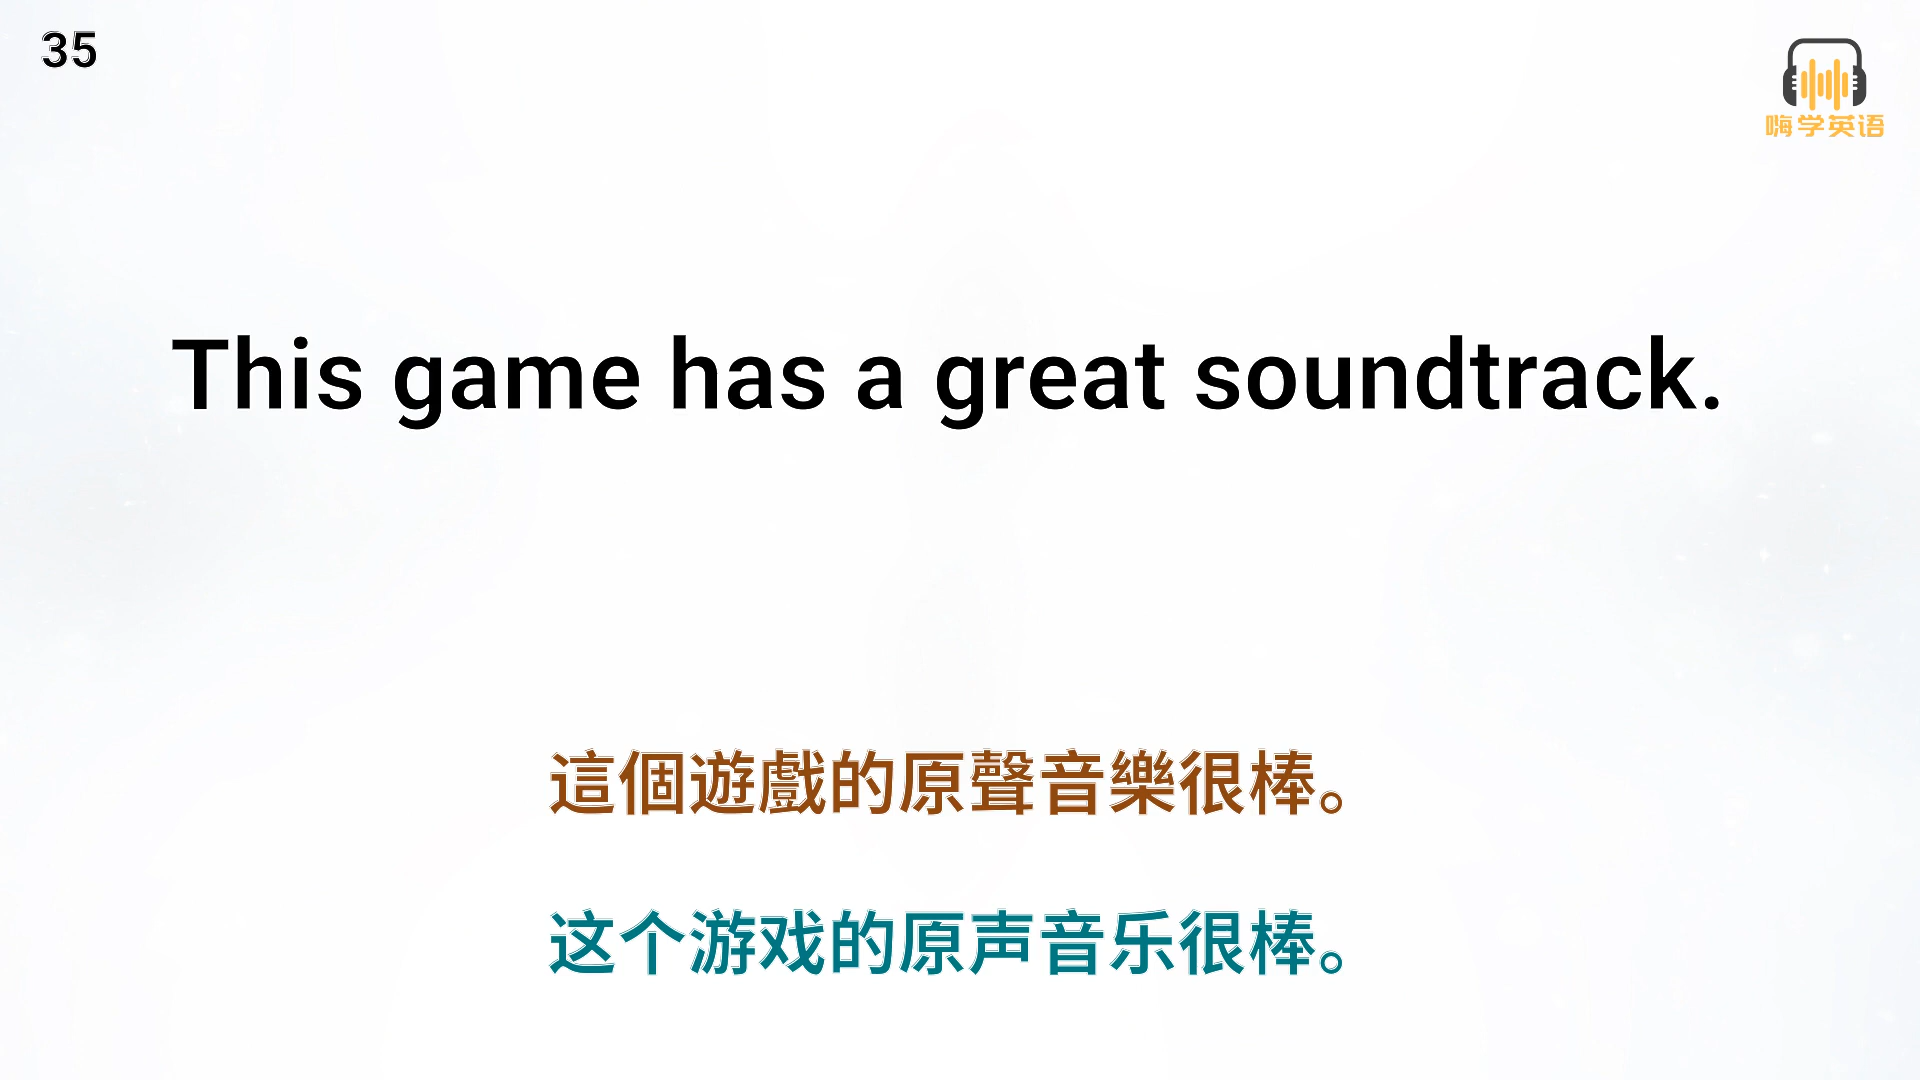 35
嗨学英语
This game has a great soundtrack.
這個遊戲的原聲音樂很棒。
这个游戏的原声音乐很棒。